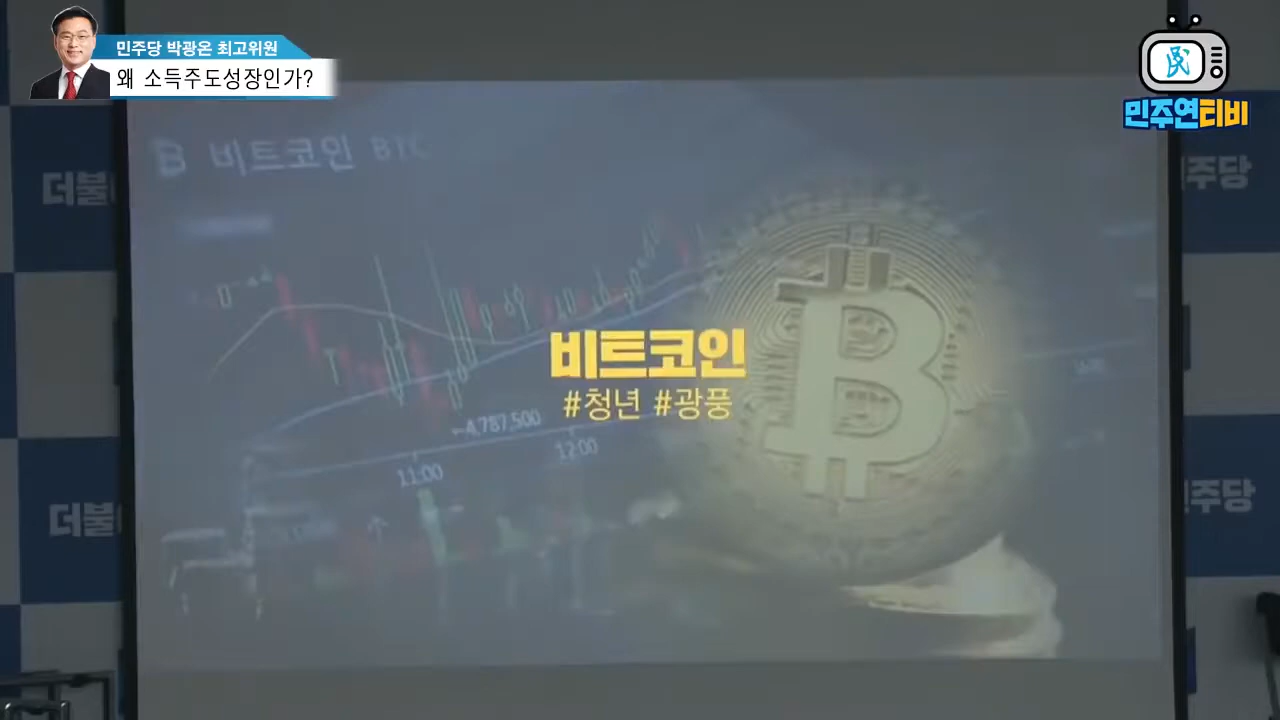 민주당 박광온 최고위원
왜 소득주도성장인가?
民
민주연티비
더불
주당
B 비트코인 BTC
비트코인
#청년 #광풍
4,787,500
11:00
12:00
더불
주당